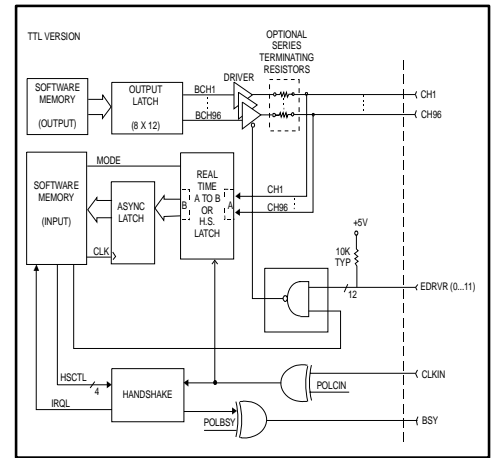 TTL VERSION
OPTIONAL
SERIES
TERMINATING
RESISTORS
DRIVER
SOFTWARE
MEMORY
(OUTPUT)
OUTPUT
LATCH
(8 X 12)
BCH1
BCH96
CH1
CH96
MODE
SOFTWARE
MEMORY
(INPUT)
ASYNC
LATCH
CLK
B
REAL
TIME
A TO B
OR
H.S.
LATCH
A
CH1
CH96
+5V
10K
TYP
12
EDRVR (0...11)
HSCTL
4
IRQL
HANDSHAKE
POLCIN
CLKIN
POLBSY
BSY